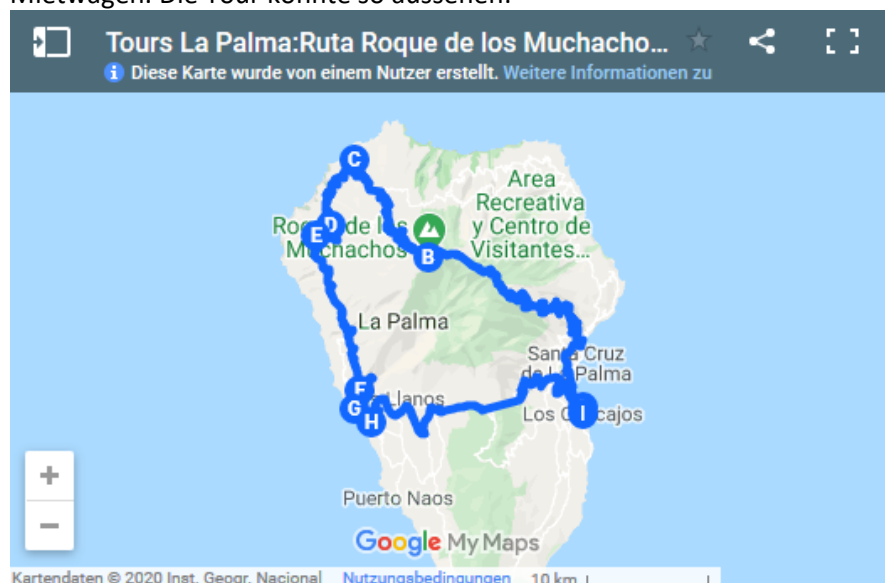 Mietwagen. Die Tour könnte so aussehen:
Tours La Palma:Ruta Roque de los Muchacho...
Diese Karte wurde von einem Nutzer erstellt. Weitere Informationen zu
C
Area
Recreativa
y Centro de
Visitantes...
D
E
B
La Palma
Santa Cruz
de La Palma
F
G
H
Llanos
Los
cajos
I
Puerto Naos
+
−
Google My Maps
Kartendaten © 2020 Inst. Geogr. Nacional Nutzungsbedingungen 10 km